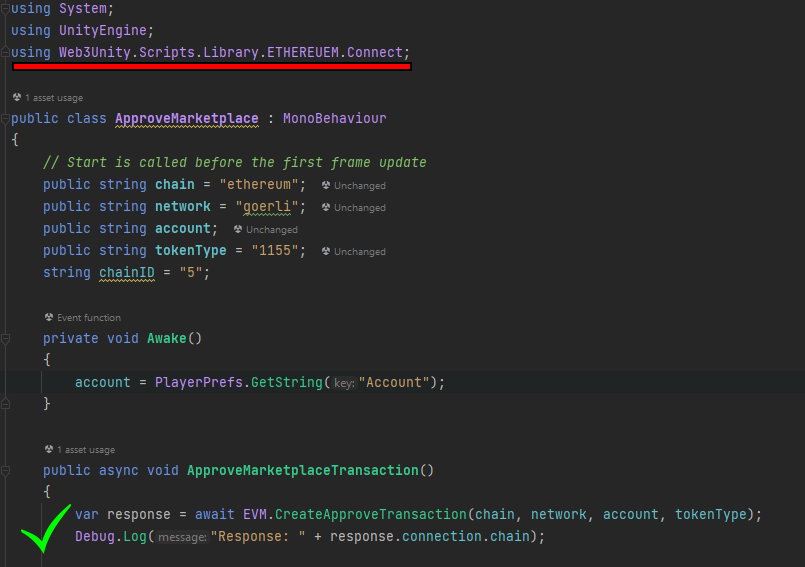 using System;
using UnityEngine;
using Web3Unity.Scripts.Library.ETHEREUEM.Connect;
1 asset usage
public class ApproveMarketplace : MonoBehaviour
{
// Start is called before the first frame update
public string chain = "ethereum"; Unchanged
public string network = "goerli"; Unchanged
public string account; Unchanged
public string tokenType = "1155"; Unchanged
string chainID = "5";
Event function
private void Awake()
{
account = PlayerPrefs.GetString(key:"Account");
}
1 asset usage
public async void ApproveMarketplaceTransaction()
{
var response = await EVM.CreateApproveTransaction(chain, network, account, tokenType);
Debug.Log(message:"Response: " + response.connection.chain);